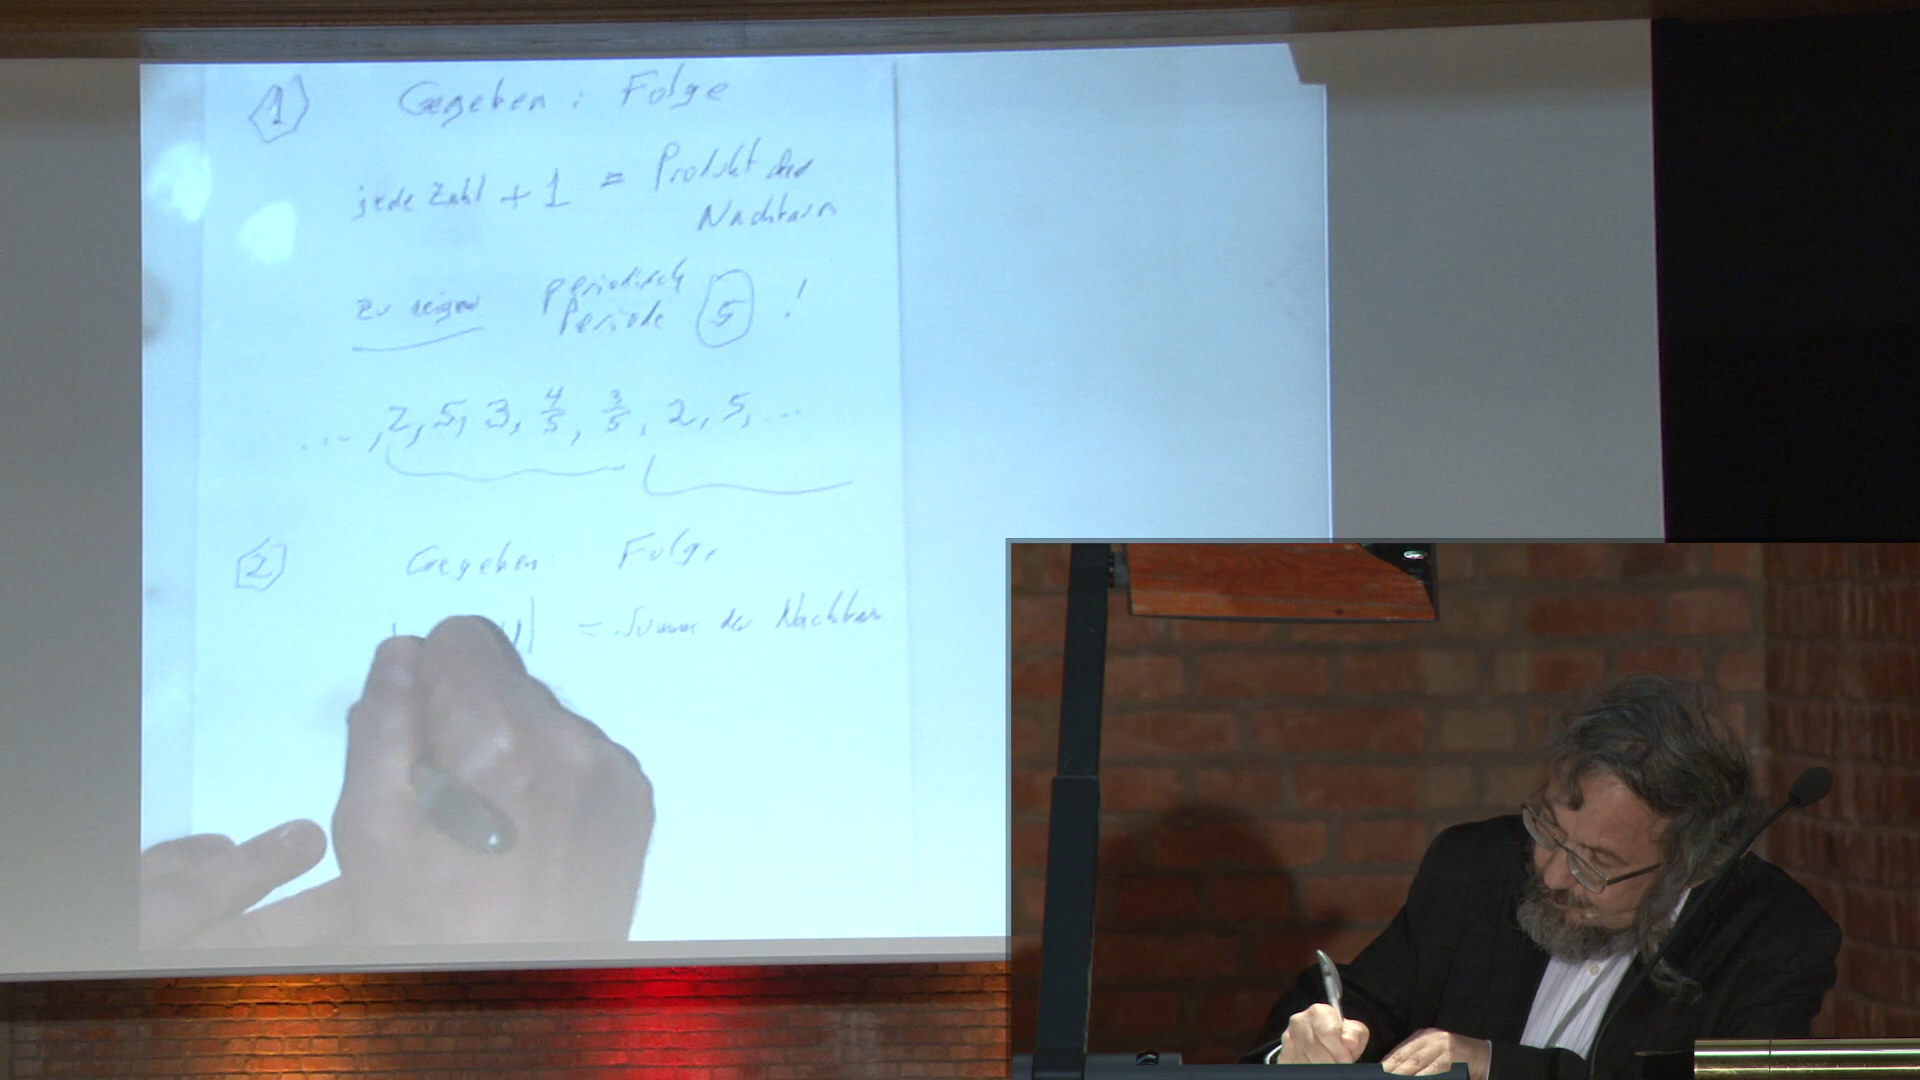 1 Gegeben : Folge
jede Zahl + 1 = Produkt der
Nachbarn
zu zeigen periodisch
Periode 5 !
... , 2, 5, 3, 4/5, 3/5, 2, 5, ...
2 Gegeben: Folge
| = Summe der Nachbarn